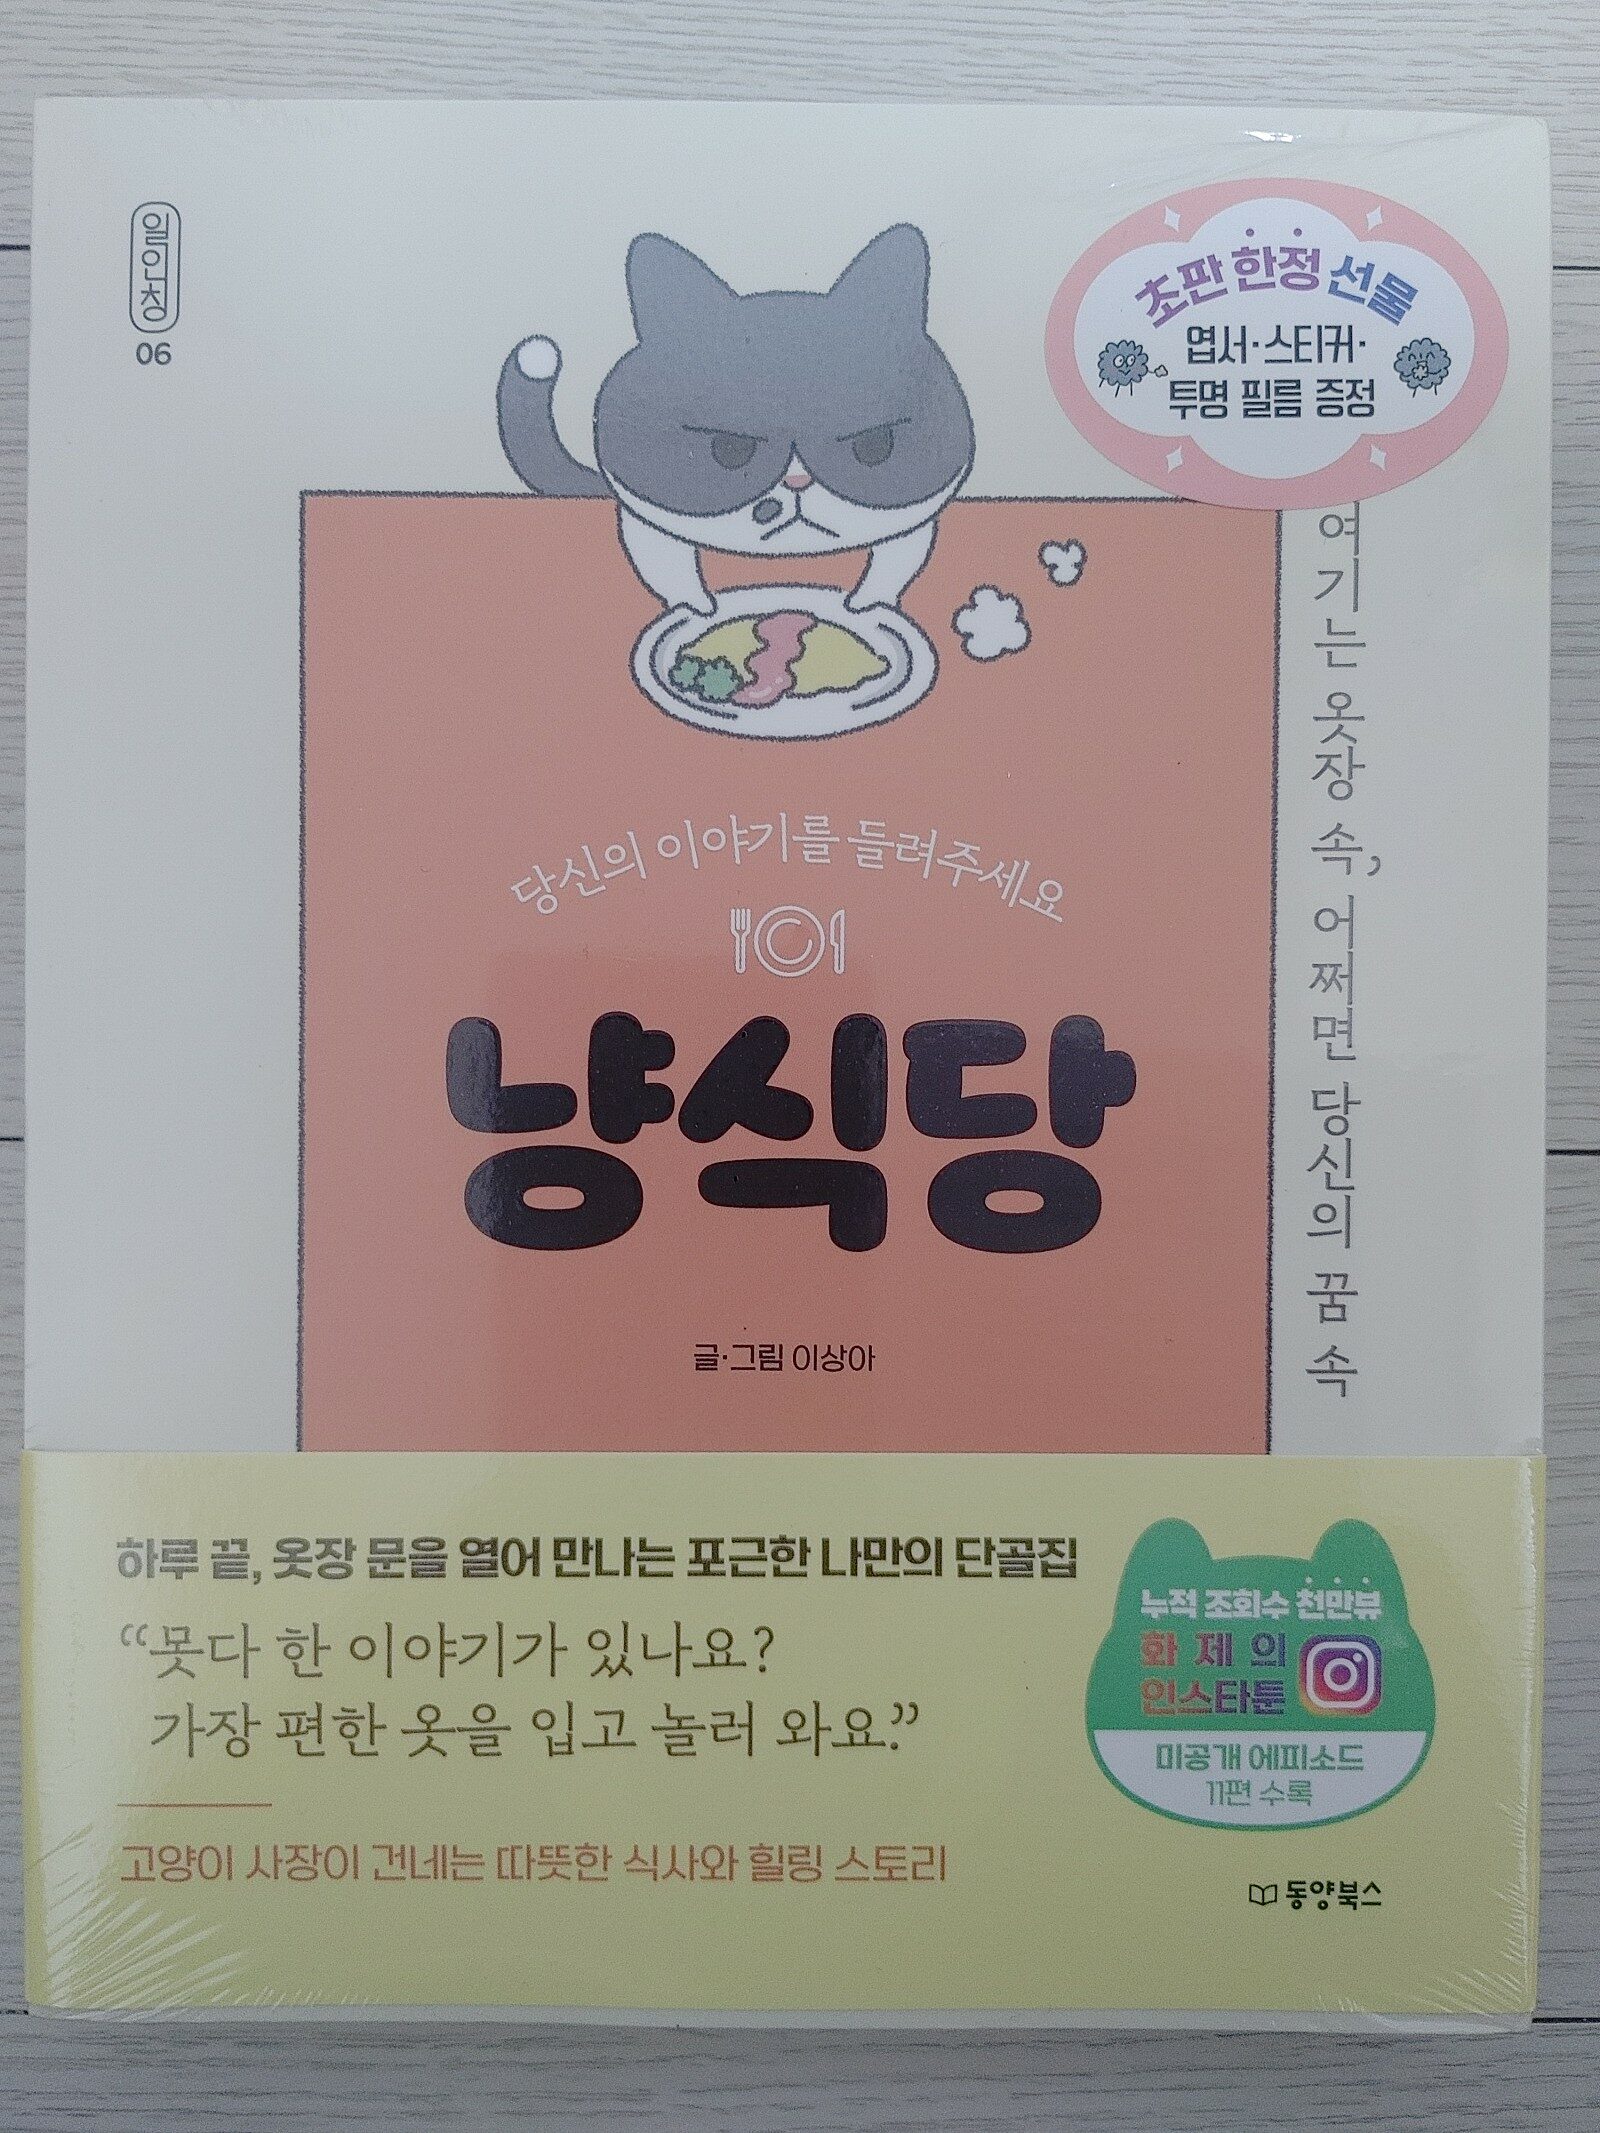 일인칭
06
초판 한정 선물
엽서·스티커·
투명 필름 증정
여기는 옷장 속, 어쩌면 당신의 꿈 속
당신의 이야기를 들려주세요
냥식당
글·그림 이상아
하루 끝, 옷장 문을 열어 만나는 포근한 나만의 단골집
“못다 한 이야기가 있나요?
가장 편한 옷을 입고 놀러 와요.”
고양이 사장이 건네는 따뜻한 식사와 힐링 스토리
누적 조회수 천만뷰
화제의
인스타툰
미공개 에피소드
11편 수록
동양북스